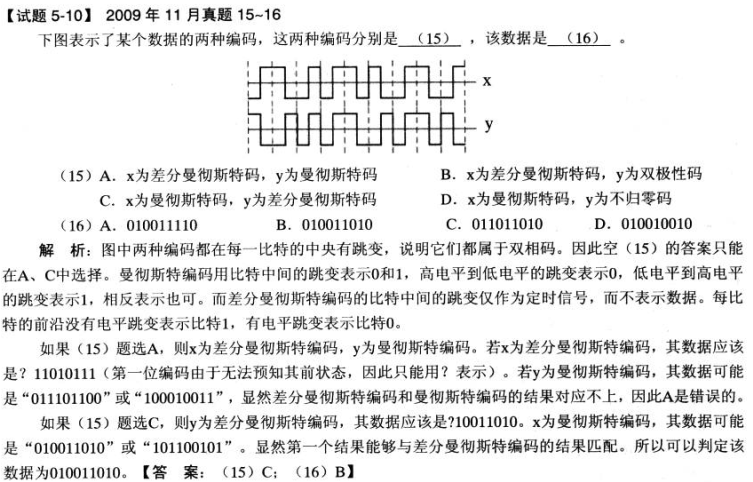 【试题 5-10】 2009 年 11 月真题 15~16
下图表示了某个数据的两种编码，这两种编码分别是 （15） ，该数据是 （16） 。
x
y
（15）A．x为差分曼彻斯特码，y为曼彻斯特码 B．x为差分曼彻斯特码，y为双极性码
C．x为曼彻斯特码，y为差分曼彻斯特码 D．x为曼彻斯特码，y为不归零码
（16）A．010011110 B．010011010 C．011011010 D．010010010
解 析：图中两种编码都在每一比特的中央有跳变，说明它们都属于双相码。因此空（15）的答案只能
在A、C中选择。曼彻斯特编码用比特中间的跳变表示0和1，高电平到低电平的跳变表示0，低电平到高电平
的跳变表示1，相反表示也可。而差分曼彻斯特编码的比特中间的跳变仅作为定时信号，而不表示数据。每比
特的前沿没有电平跳变表示比特1，有电平跳变表示比特0。
如果（15）题选A，则x为差分曼彻斯特编码，y为曼彻斯特编码。若x为差分曼彻斯特编码，其数据应该
是？11010111（第一位编码由于无法预知其前状态，因此只能用？表示）。若y为曼彻斯特编码，其数据可能
是“011101100”或“100010011”，显然差分曼彻斯特编码和曼彻斯特编码的结果对应不上，因此A是错误的。
如果（15）题选C，则y为差分曼彻斯特编码，其数据应该是?10011010。x为曼彻斯特编码，其数据可能
是“010011010”或“101100101”。显然第一个结果能够与差分曼彻斯特编码的结果匹配。所以可以判定该
数据为010011010。【答 案：（15）C；（16）B】